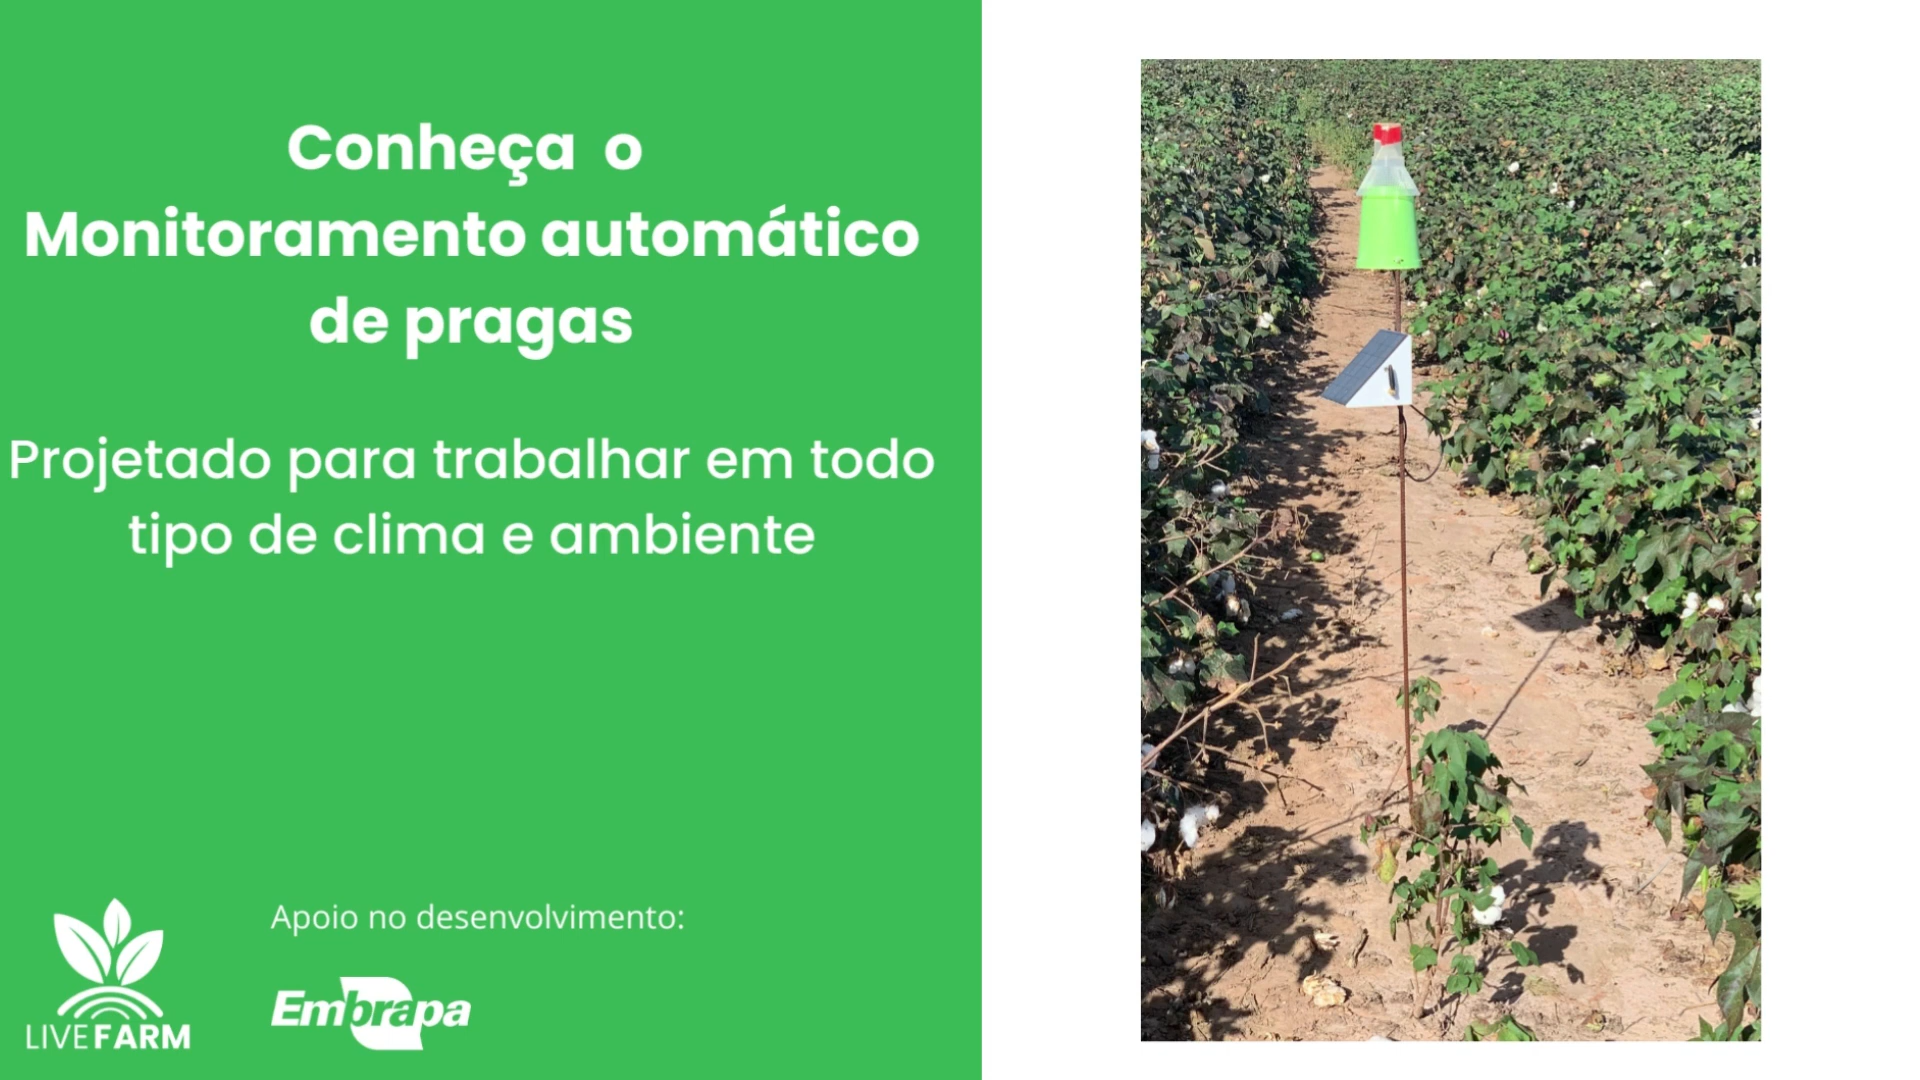 Conheça o
Monitoramento automático
de pragas
Projetado para trabalhar em todo
tipo de clima e ambiente
Apoio no desenvolvimento:
LIVEFARM
Embrapa